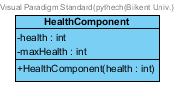 Visual Paradigm Standard(pythech(Bilkent Univ.)
HealthComponent
-health : int
-maxHealth : int
+HealthComponent(health : int)